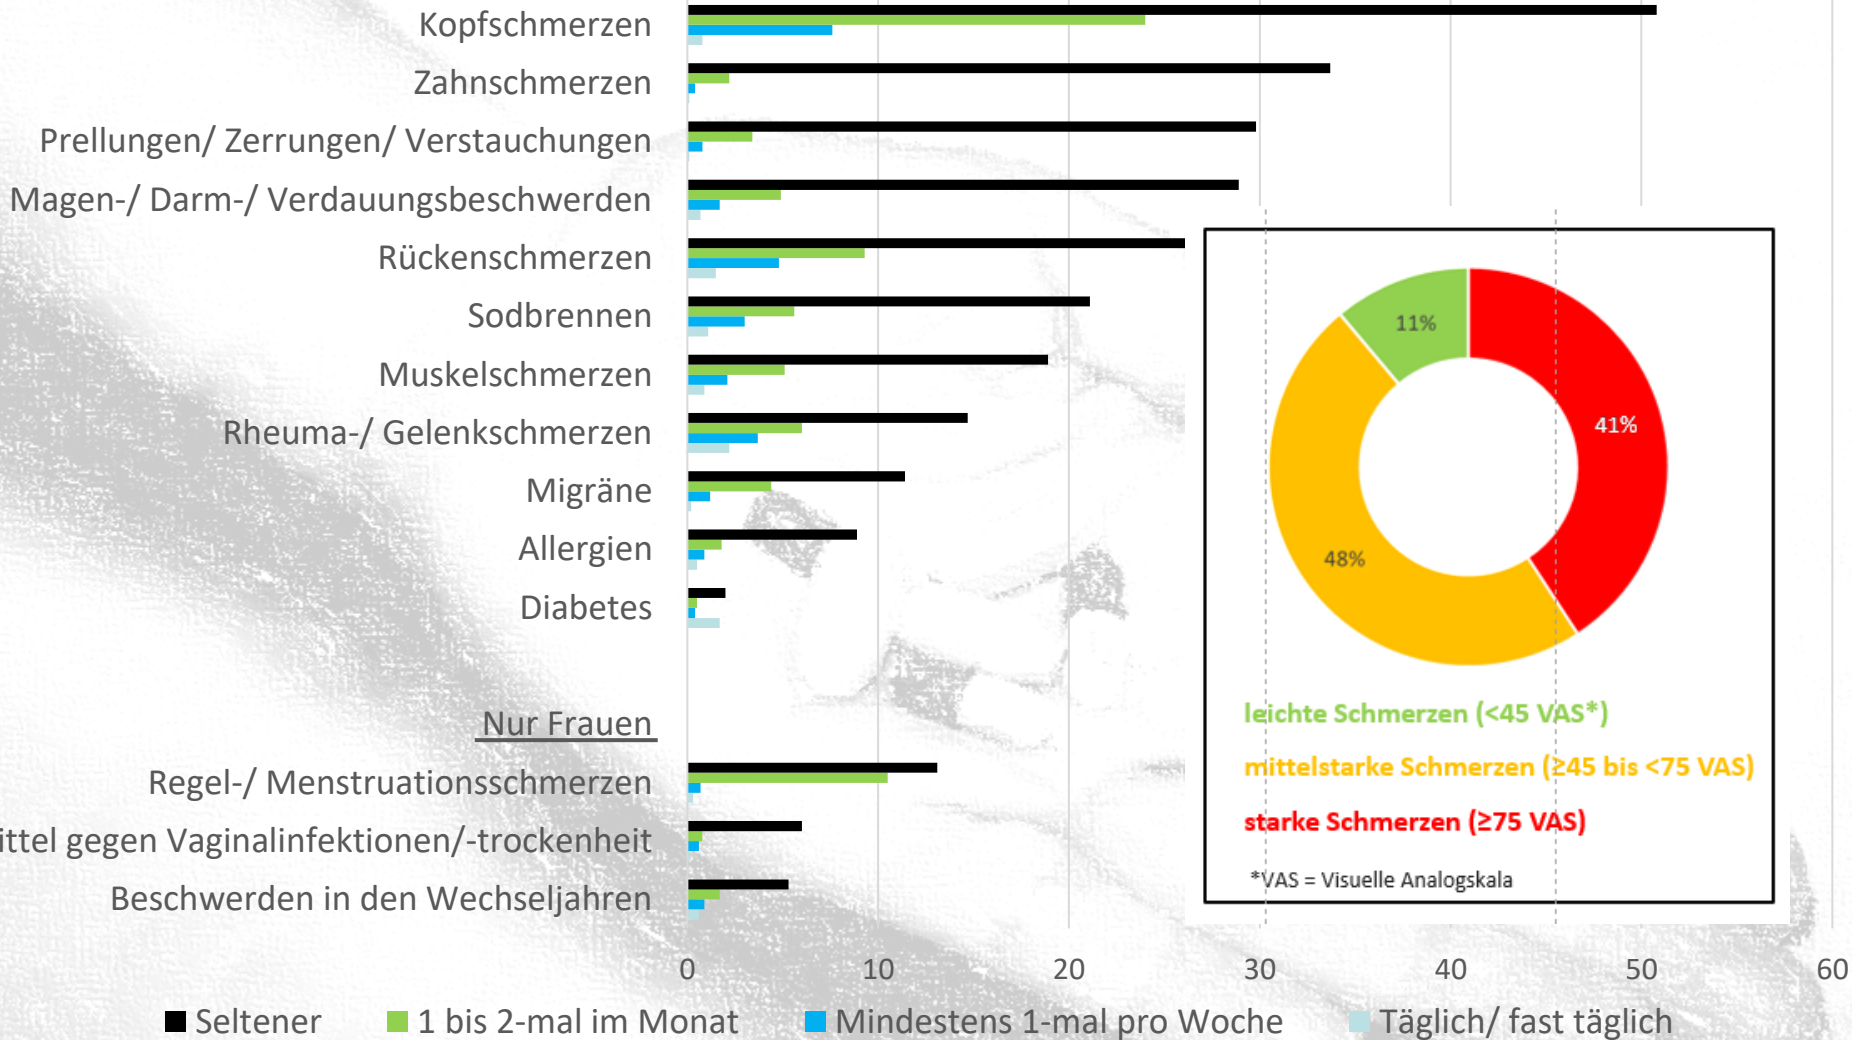 Kopfschmerzen
Zahnschmerzen
Prellungen/ Zerrungen/ Verstauchungen
Magen-/ Darm-/ Verdauungsbeschwerden
Rückenschmerzen
Sodbrennen
Muskelschmerzen
Rheuma-/ Gelenkschmerzen
Migräne
Allergien
Diabetes
Nur Frauen
Regel-/ Menstruationsschmerzen
gegen Vaginalinfektionen/-trockenheit
Beschwerden in den Wechseljahren
11%
41%
48%
leichte Schmerzen (<45 VAS*)
mittelstarke Schmerzen (≥45 bis <75 VAS)
starke Schmerzen (≥75 VAS)
*VAS = Visuelle Analogskala
0 10 20 30 40 50 60
Seltener 1 bis 2-mal im Monat Mindestens 1-mal pro Woche Täglich/ fast täglich